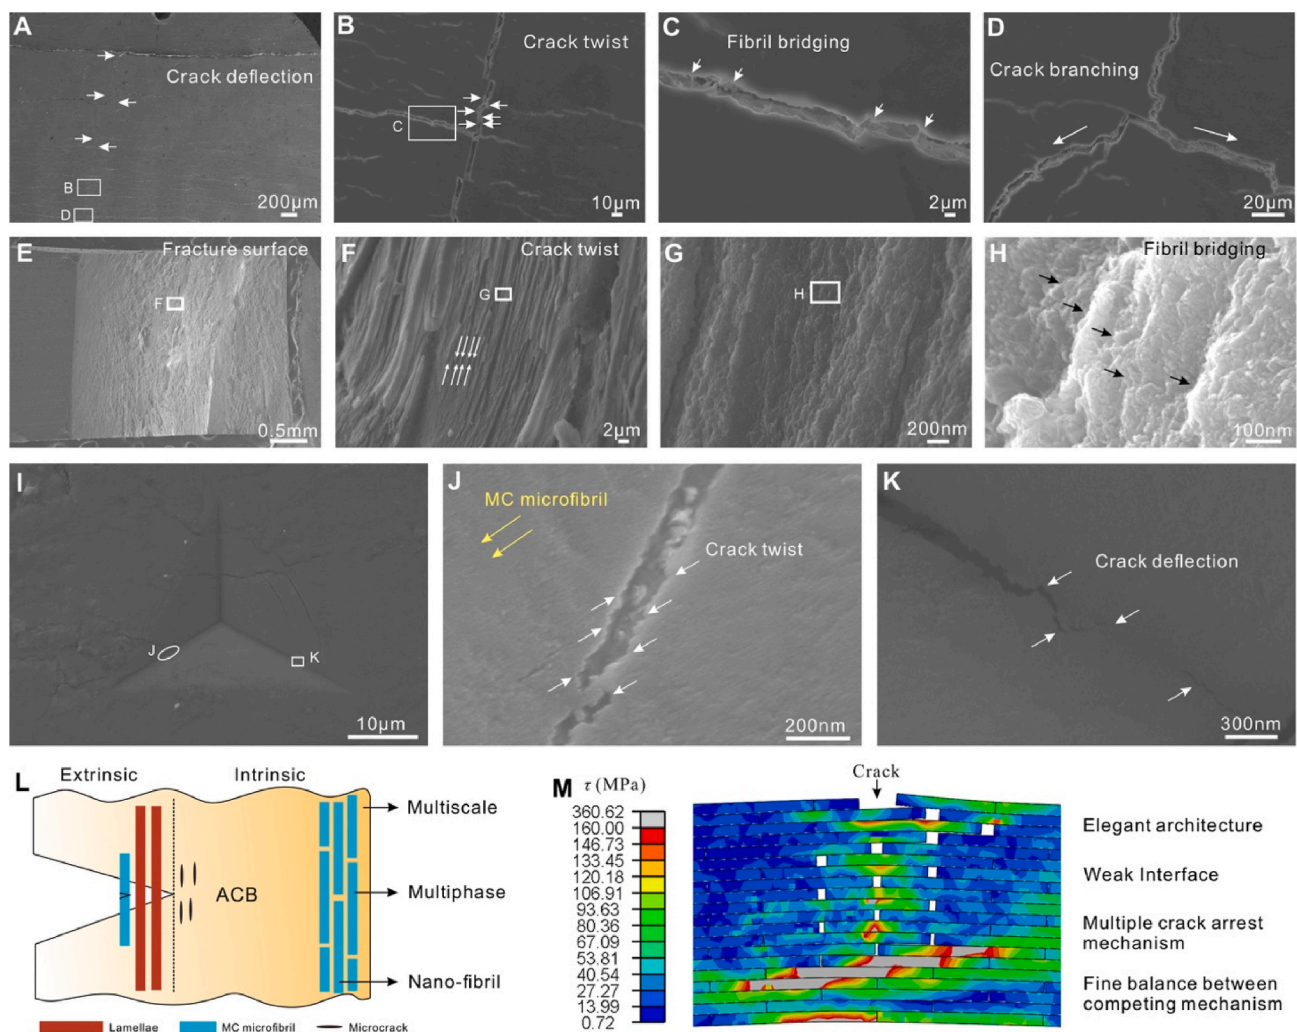 A
Crack deflection
B
D
200μm
B
Crack twist
C
10μm
C
Fibril bridging
2μm
D
Crack branching
20μm
E
Fracture surface
F
0.5mm
F
Crack twist
G
2μm
G
H
200nm
H
Fibril bridging
100nm
I
J
K
10μm
J
MC microfibril
Crack twist
200nm
K
Crack deflection
300nm
L
Extrinsic
Intrinsic
Multiscale
ACB
Multiphase
Nano-fibril
Lamellae
MC microfibril
Microcrack
M
τ (MPa)
360.62
160.00
146.73
133.45
120.18
106.91
93.63
80.36
67.09
53.81
40.54
27.27
13.99
0.72
Crack
Elegant architecture
Weak Interface
Multiple crack arrest
mechanism
Fine balance between
competing mechanism